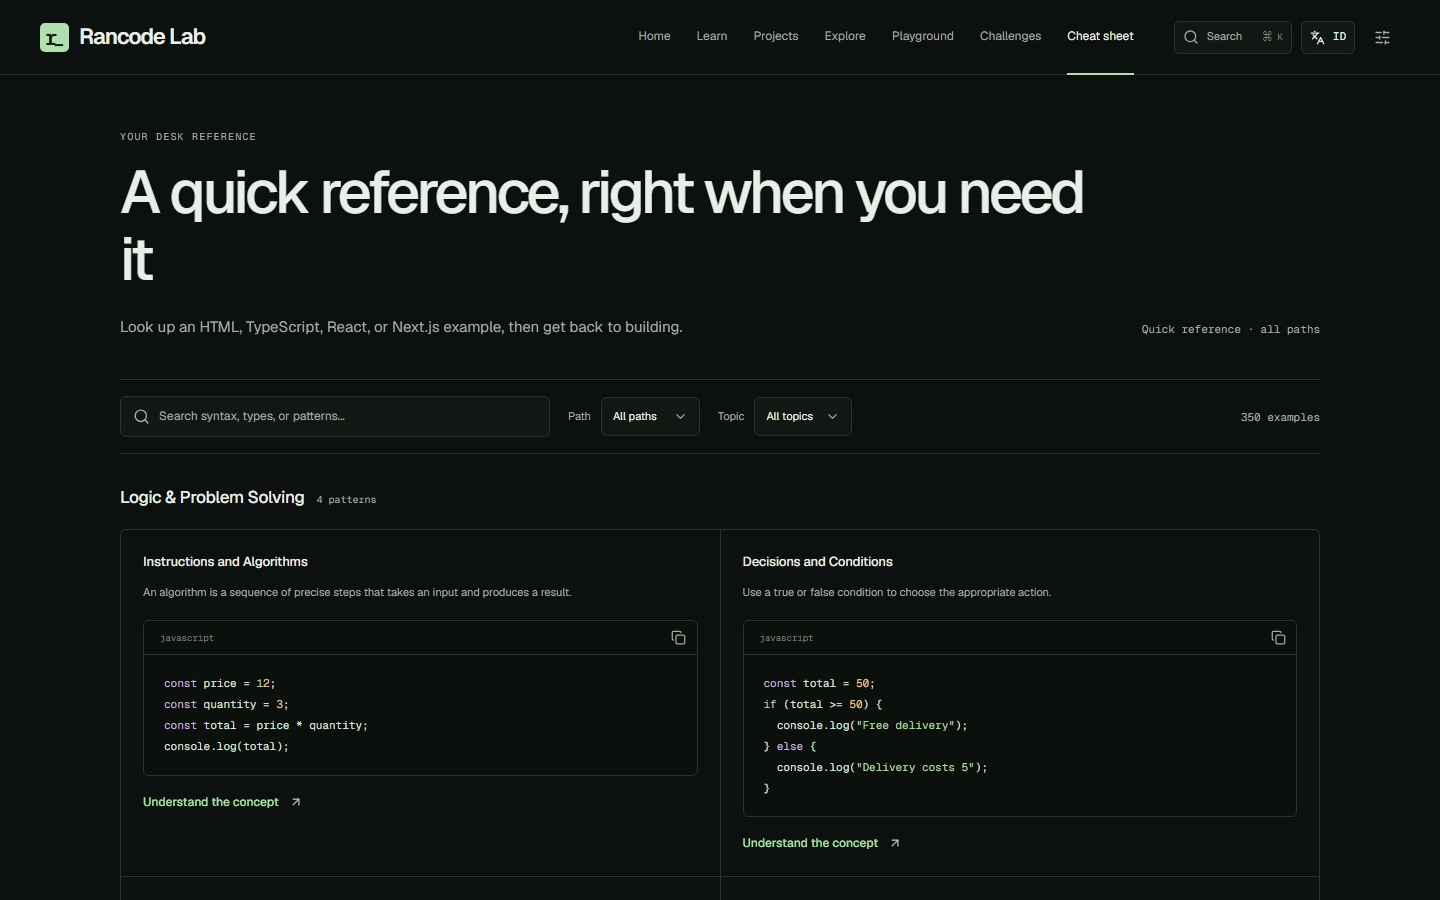 r_ Rancode Lab
Home Learn Projects Explore Playground Challenges Cheat sheet Search ⌘ K ID
YOUR DESK REFERENCE
A quick reference, right when you need
it
Look up an HTML, TypeScript, React, or Next.js example, then get back to building.
Quick reference · all paths
Search syntax, types, or patterns... Path All paths Topic All topics 350 examples
Logic & Problem Solving 4 patterns
Instructions and Algorithms
An algorithm is a sequence of precise steps that takes an input and produces a result.
javascript
const price = 12;
const quantity = 3;
const total = price * quantity;
console.log(total);
Understand the concept
Decisions and Conditions
Use a true or false condition to choose the appropriate action.
javascript
const total = 50;
if (total >= 50) {
  console.log("Free delivery");
} else {
  console.log("Delivery costs 5");
}
Understand the concept